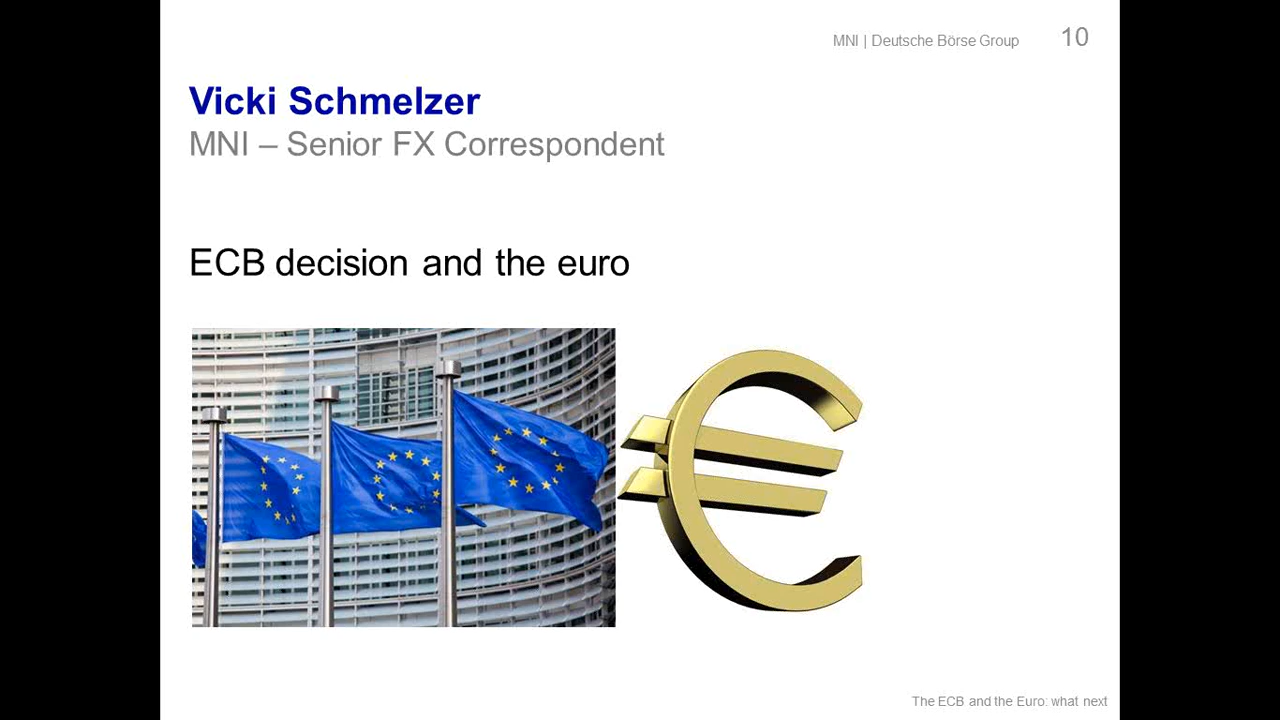 MNI | Deutsche Börse Group 10
Vicki Schmelzer
MNI – Senior FX Correspondent
ECB decision and the euro
The ECB and the Euro: what next